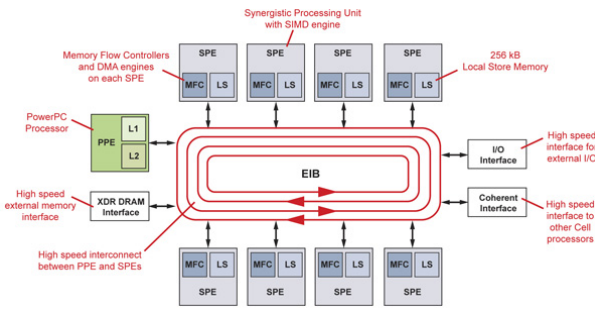 Synergistic Processing Unit
with SIMD engine
Memory Flow Controllers
and DMA engines
on each SPE
SPE
SPE
SPE
SPE
256 kB
Local Store Memory
MFC
LS
MFC
LS
MFC
LS
MFC
LS
PowerPC
Processor
PPE
L1
L2
EIB
I/O
Interface
High speed
interface for
external I/O
High speed
external memory
interface
XDR DRAM
Interface
Coherent
Interface
High speed
interface to
other Cell
processors
High speed interconnect
between PPE and SPEs
MFC
LS
MFC
LS
MFC
LS
MFC
LS
SPE
SPE
SPE
SPE